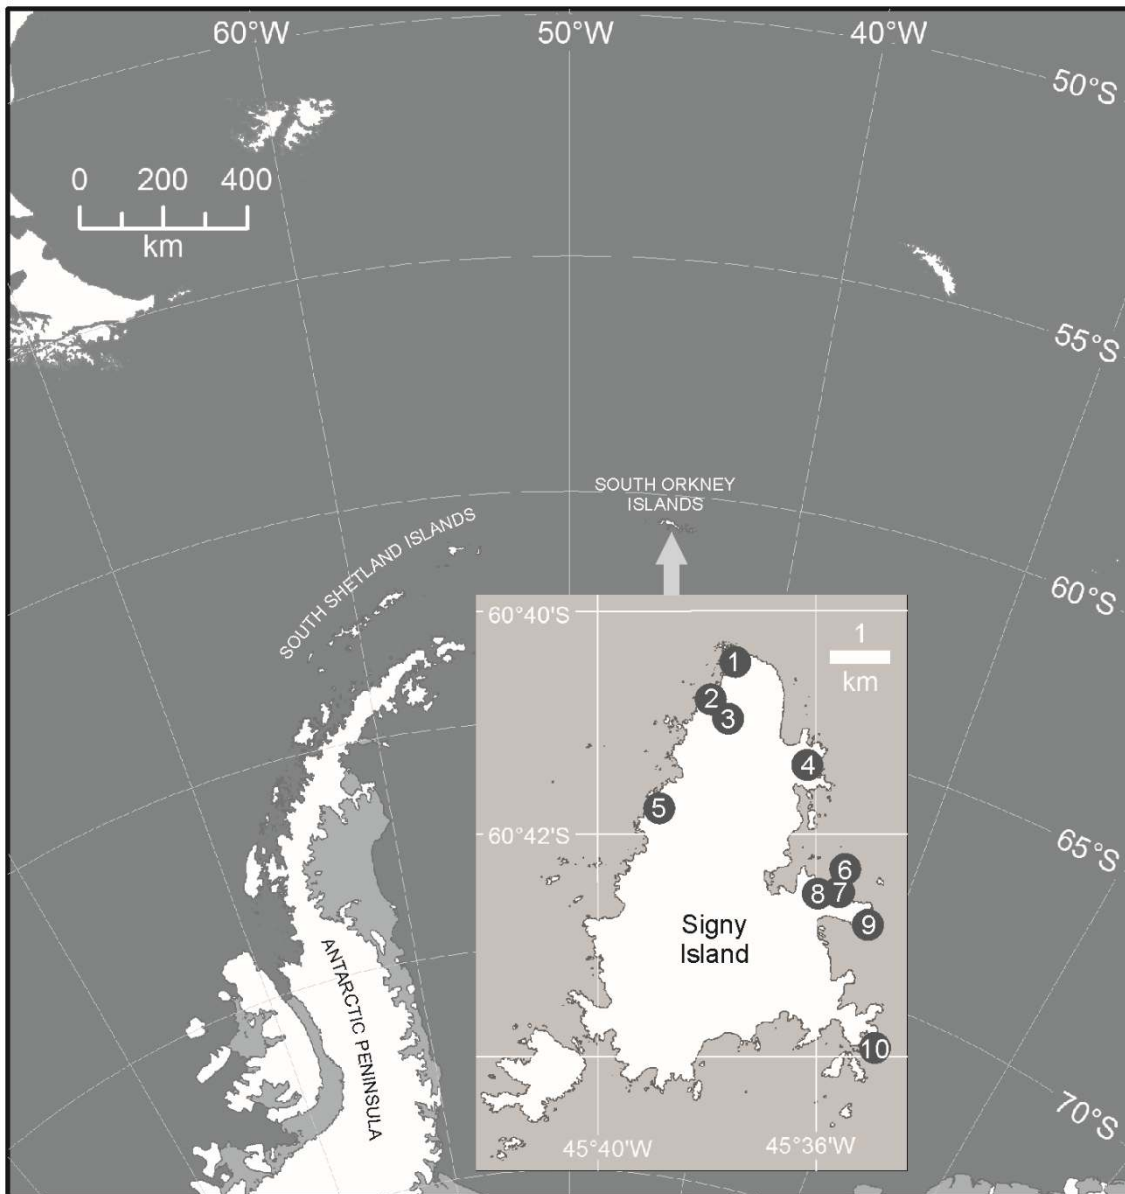 60°W
50°W
40°W
50°S
0 200 400
km
55°S
SOUTH ORKNEY
ISLANDS
SOUTH SHETLAND ISLANDS
60°S
60°40'S
1
km
1
2
3
4
5
60°42'S
65°S
6
7
8
9
Signy
Island
10
ANTARCTIC PENINSULA
45°40'W
45°36'W
70°S